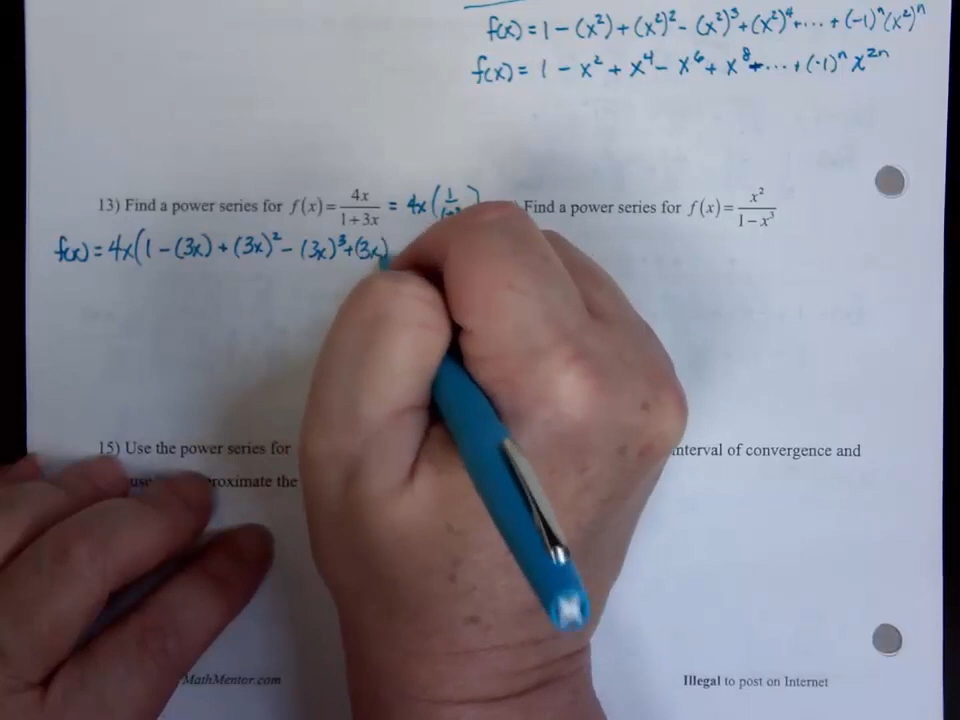 f(x) = 1 - (x²) + (x²)² - (x²)³ + (x²)⁴ + ... + (-1)ⁿ(x²)ⁿ
f(x) = 1 - x² + x⁴ - x⁶ + x⁸ + ... + (-1)ⁿ x²ⁿ
13) Find a power series for f(x) = 4x/(1+3x) = 4x(1/
Find a power series for f(x) = x²/(1-x³)
f(x) = 4x(1 - (3x) + (3x)² - (3x)³ + (3x)
15) Use the power series for
nterval of convergence and
use
roximate the
MathMentor.com
Illegal to post on Internet